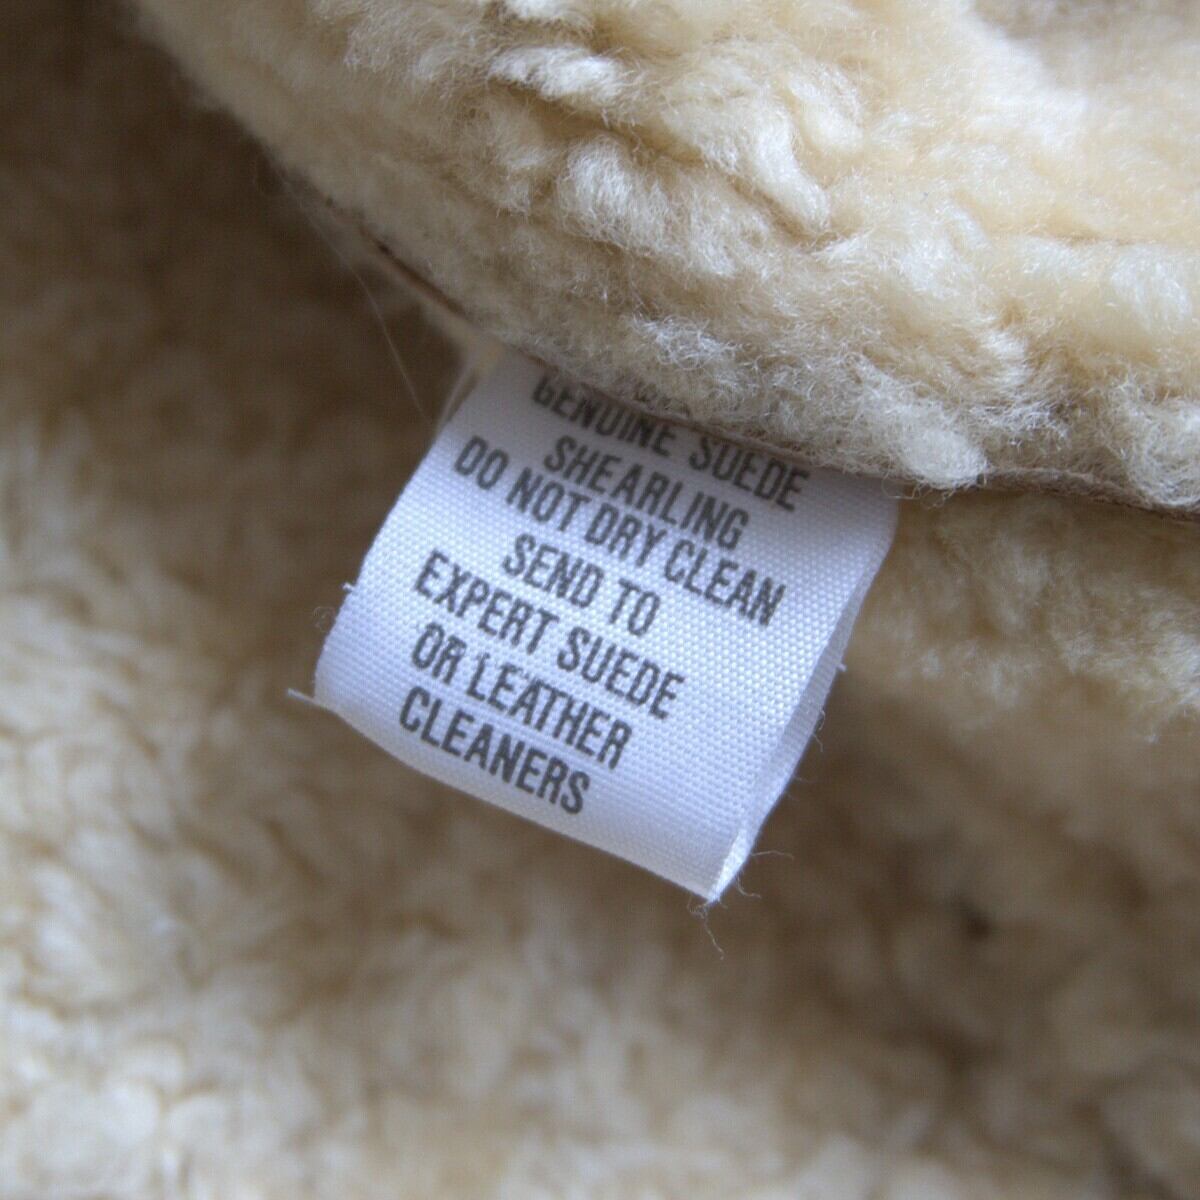 GENUINE SUEDE
SHEARLING
DO NOT DRY CLEAN
SEND TO
EXPERT SUEDE
OR LEATHER
CLEANERS